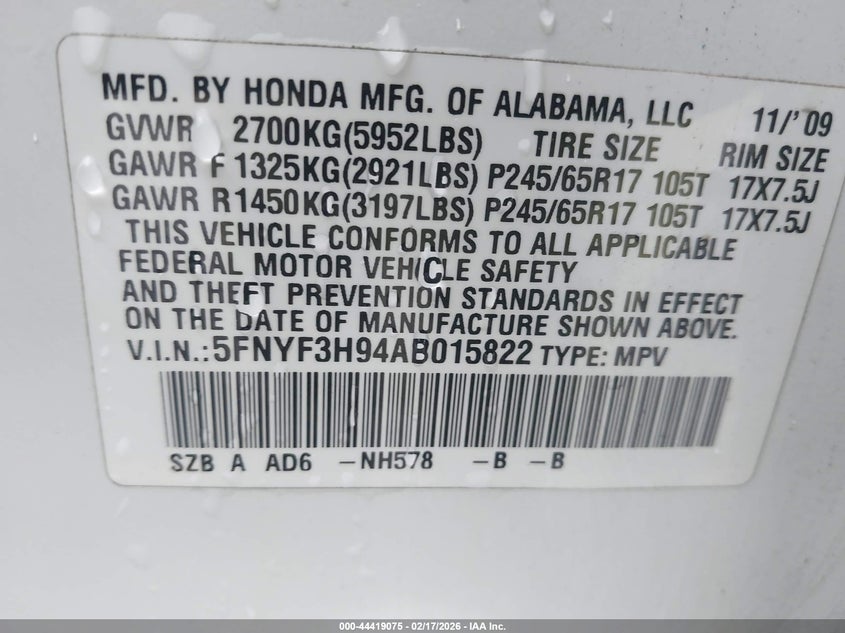 MFD. BY HONDA MFG. OF ALABAMA, LLC 11/'09
GVWR 2700KG(5952LBS) TIRE SIZE RIM SIZE
GAWR F 1325KG(2921LBS) P245/65R17 105T 17X7.5J
GAWR R1450KG(3197LBS) P245/65R17 105T 17X7.5J
THIS VEHICLE CONFORMS TO ALL APPLICABLE
FEDERAL MOTOR VEHICLE SAFETY
AND THEFT PREVENTION STANDARDS IN EFFECT
ON THE DATE OF MANUFACTURE SHOWN ABOVE.
V.I.N.:5FNYF3H94AB015822 TYPE: MPV
SZB A AD6 -NH578 -B -B
000-44419075 - 02/17/2026 - IAA Inc.